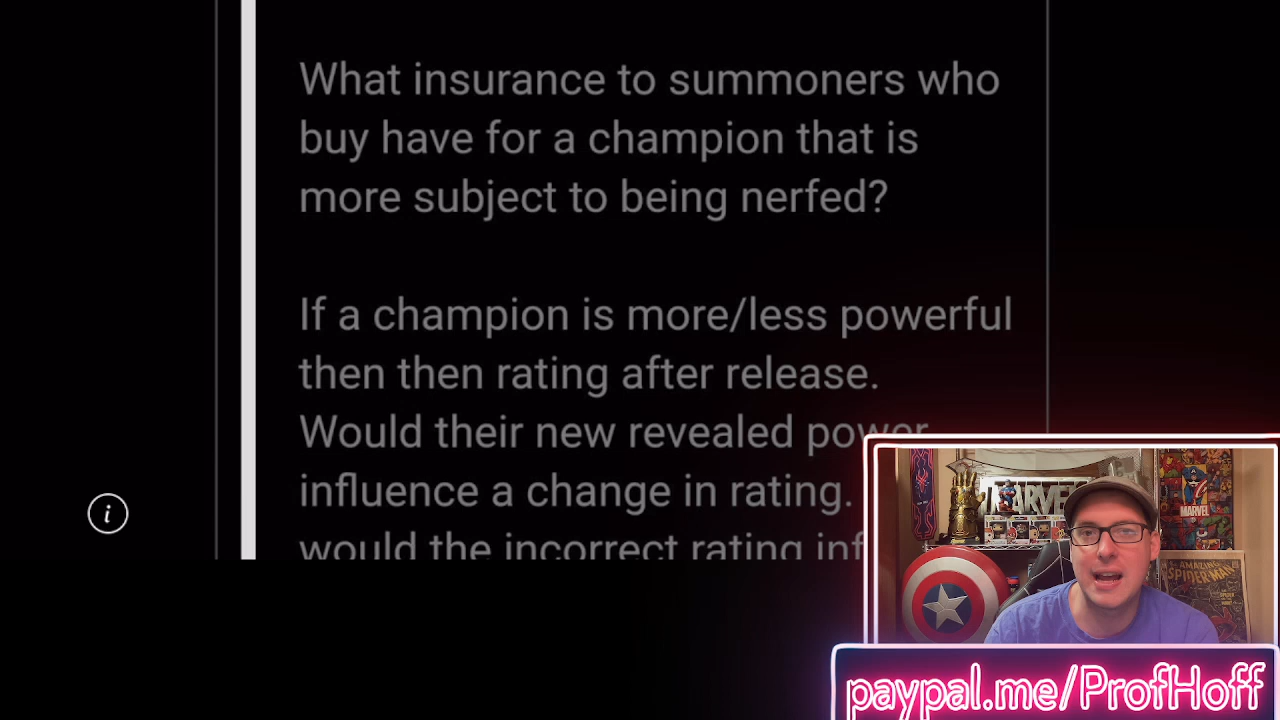 What insurance to summoners who
buy have for a champion that is
more subject to being nerfed?
If a champion is more/less powerful
then then rating after release.
Would their new revealed power
influence a change in rating.
would the incorrect rating inf
i
MARVEL
MARVEL
AMAZING
SPIDER-MAN
paypal.me/ProfHoff